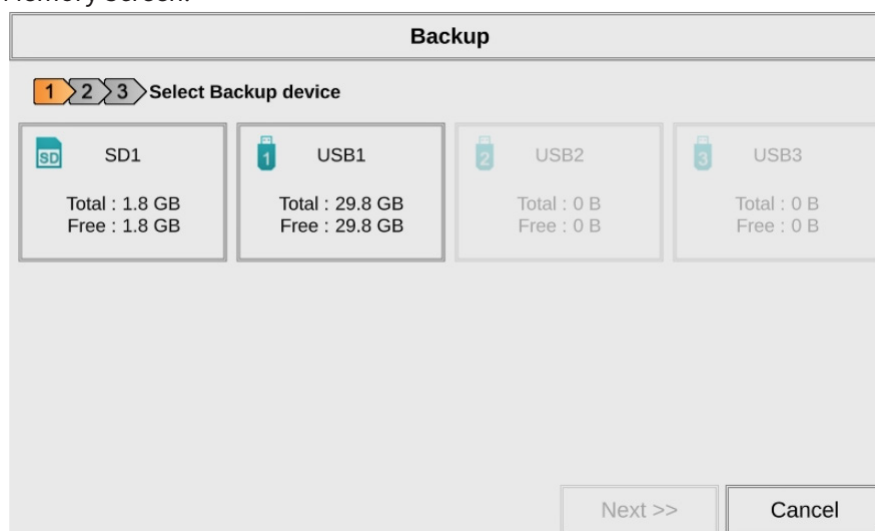 Backup
1 2 3 Select Backup device
SD SD1
Total : 1.8 GB
Free : 1.8 GB
1 USB1
Total : 29.8 GB
Free : 29.8 GB
2 USB2
Total : 0 B
Free : 0 B
3 USB3
Total : 0 B
Free : 0 B
Next >>
Cancel